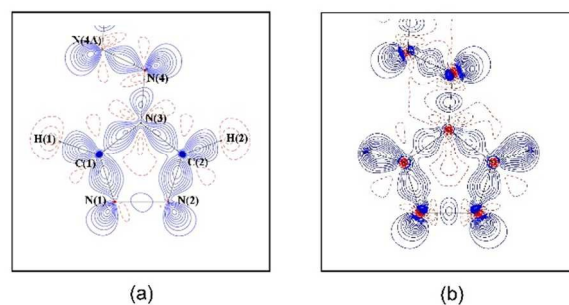 N(4A)
N(4)
N(3)
H(1) H(2)
C(1) C(2)
N(1) N(2)
(a) (b)